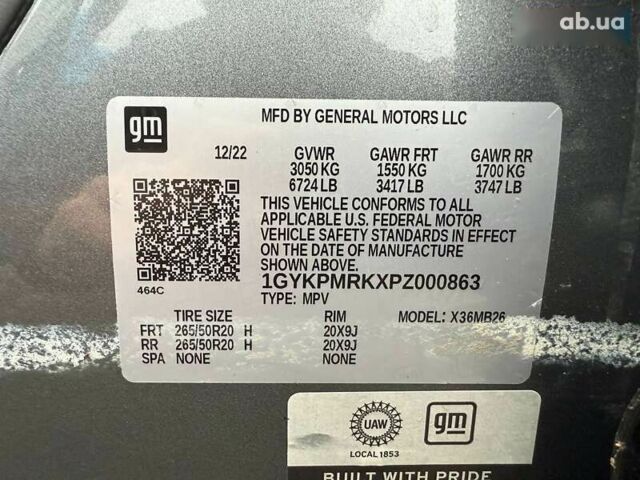 ab.ua
gm
MFD BY GENERAL MOTORS LLC
12/22 GVWR GAWR FRT GAWR RR
3050 KG 1550 KG 1700 KG
6724 LB 3417 LB 3747 LB
THIS VEHICLE CONFORMS TO ALL
APPLICABLE U.S. FEDERAL MOTOR
VEHICLE SAFETY STANDARDS IN EFFECT
ON THE DATE OF MANUFACTURE
SHOWN ABOVE.
464C
1GYKPMRKXPZ000863
TYPE: MPV
TIRE SIZE RIM MODEL: X36MB26
FRT 265/50R20 H 20X9J
RR 265/50R20 H 20X9J
SPA NONE NONE
UAW
gm
LOCAL 1853
BUILT WITH PRIDE